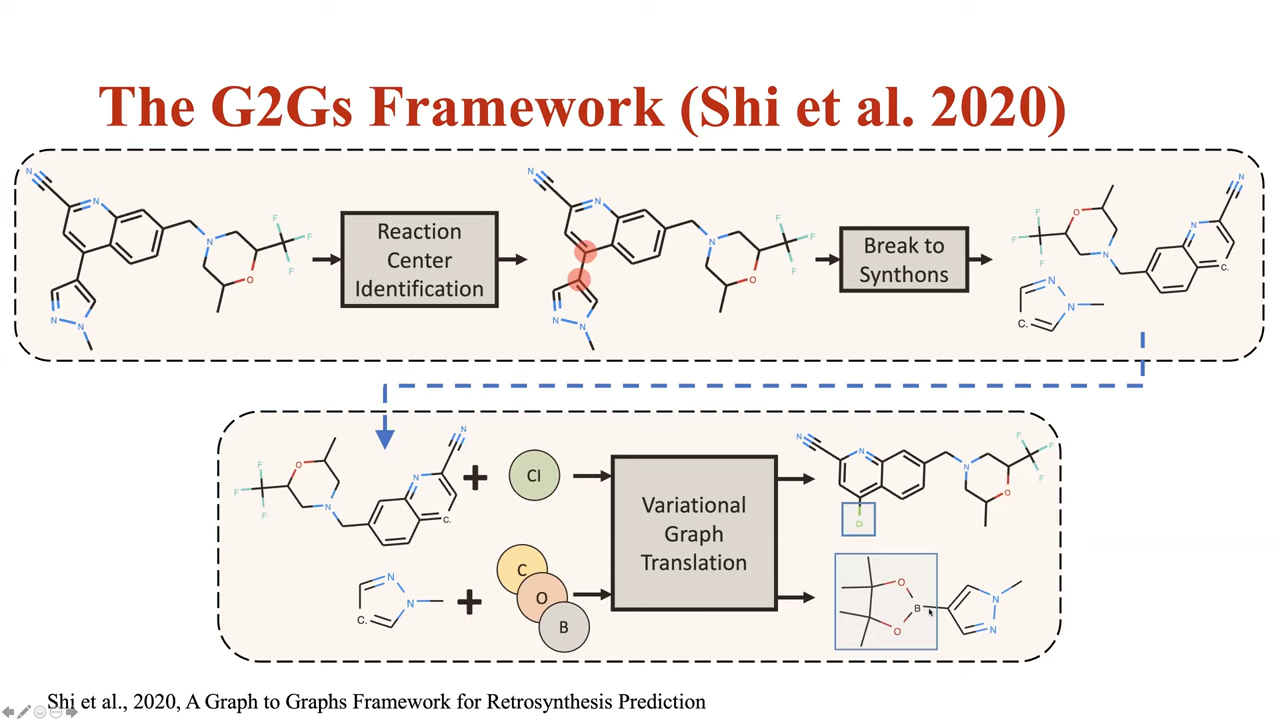 The G2Gs Framework (Shi et al. 2020)
N
N
N
O
F
F
F
N
N
Reaction
Center
Identification
N
N
N
O
F
F
F
N
N
Break to
Synthons
F
F
F
O
N
N
N
C.
N
N
C.
F
F
F
O
N
N
N
C.
+
Cl
N
N
C.
+
C
O
B
Variational
Graph
Translation
N
N
N
O
F
F
F
Cl
O
B
O
N
N
Shi et al., 2020, A Graph to Graphs Framework for Retrosynthesis Prediction